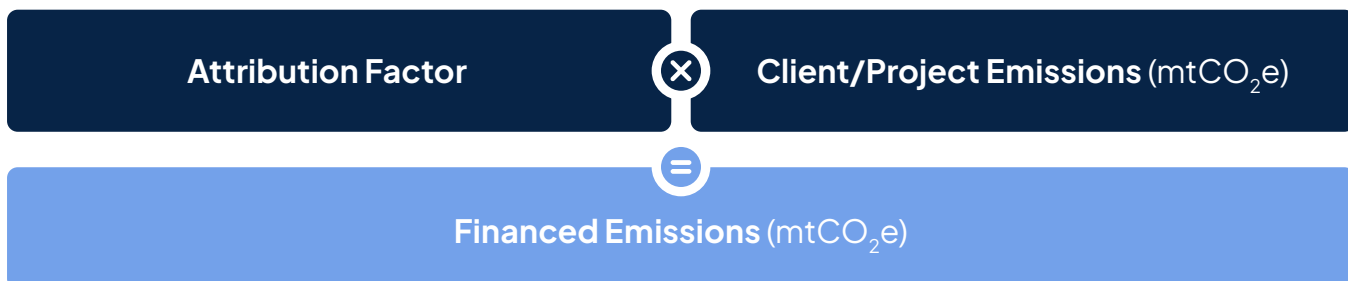 Attribution Factor
×
Client/Project Emissions (mtCO₂e)
=
Financed Emissions (mtCO₂e)